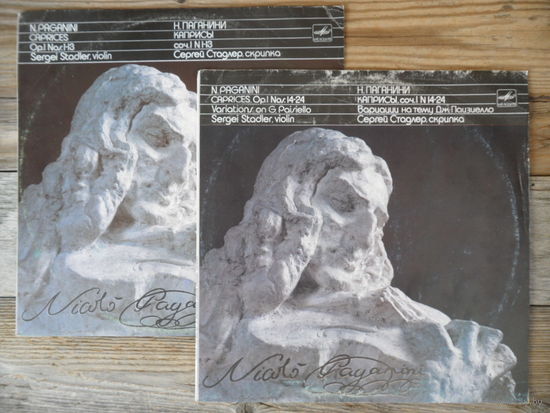 N. PAGANINI
CAPRICES
Op.1 Nos: 1-13
Sergei Stadler, violin
Н. ПАГАНИНИ
КАПРИСЫ
соч. 1 N 1-13
Сергей Стадлер, скрипка
Nicolò Paganini
N. PAGANINI
CAPRICES, Op.1 Nos: 14-24
Variations on G. Paisiello
Sergei Stadler, violin
Н. ПАГАНИНИ
КАПРИСЫ, соч. 1 N 14-24
Вариации на тему Дж. Паизиелло
Сергей Стадлер, скрипка
Nicolò Paganini